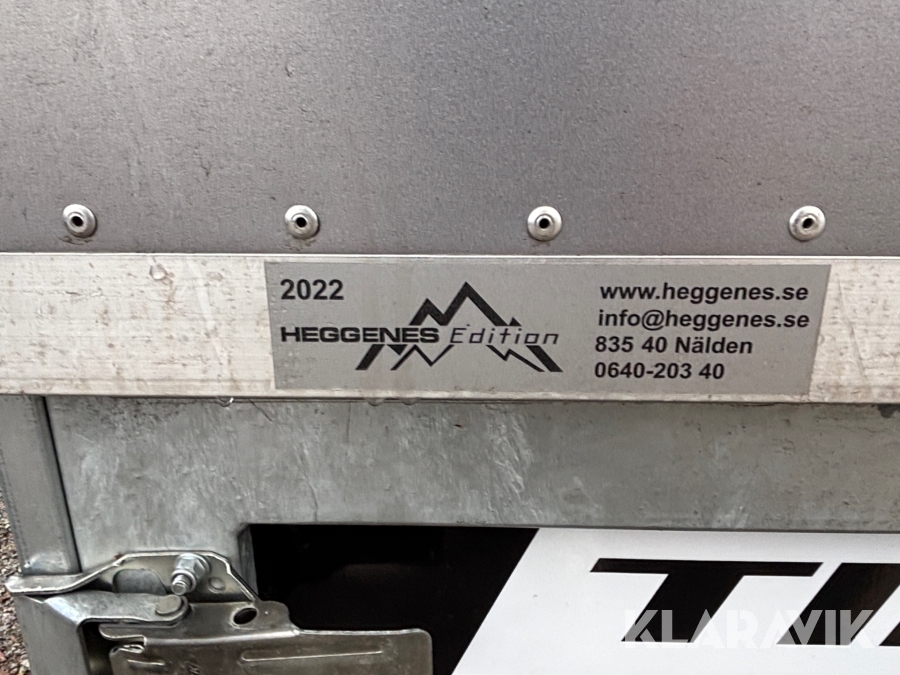 2022
HEGGENES Edition
www.heggenes.se
info@heggenes.se
835 40 Nälden
0640-203 40
KLARAVIK